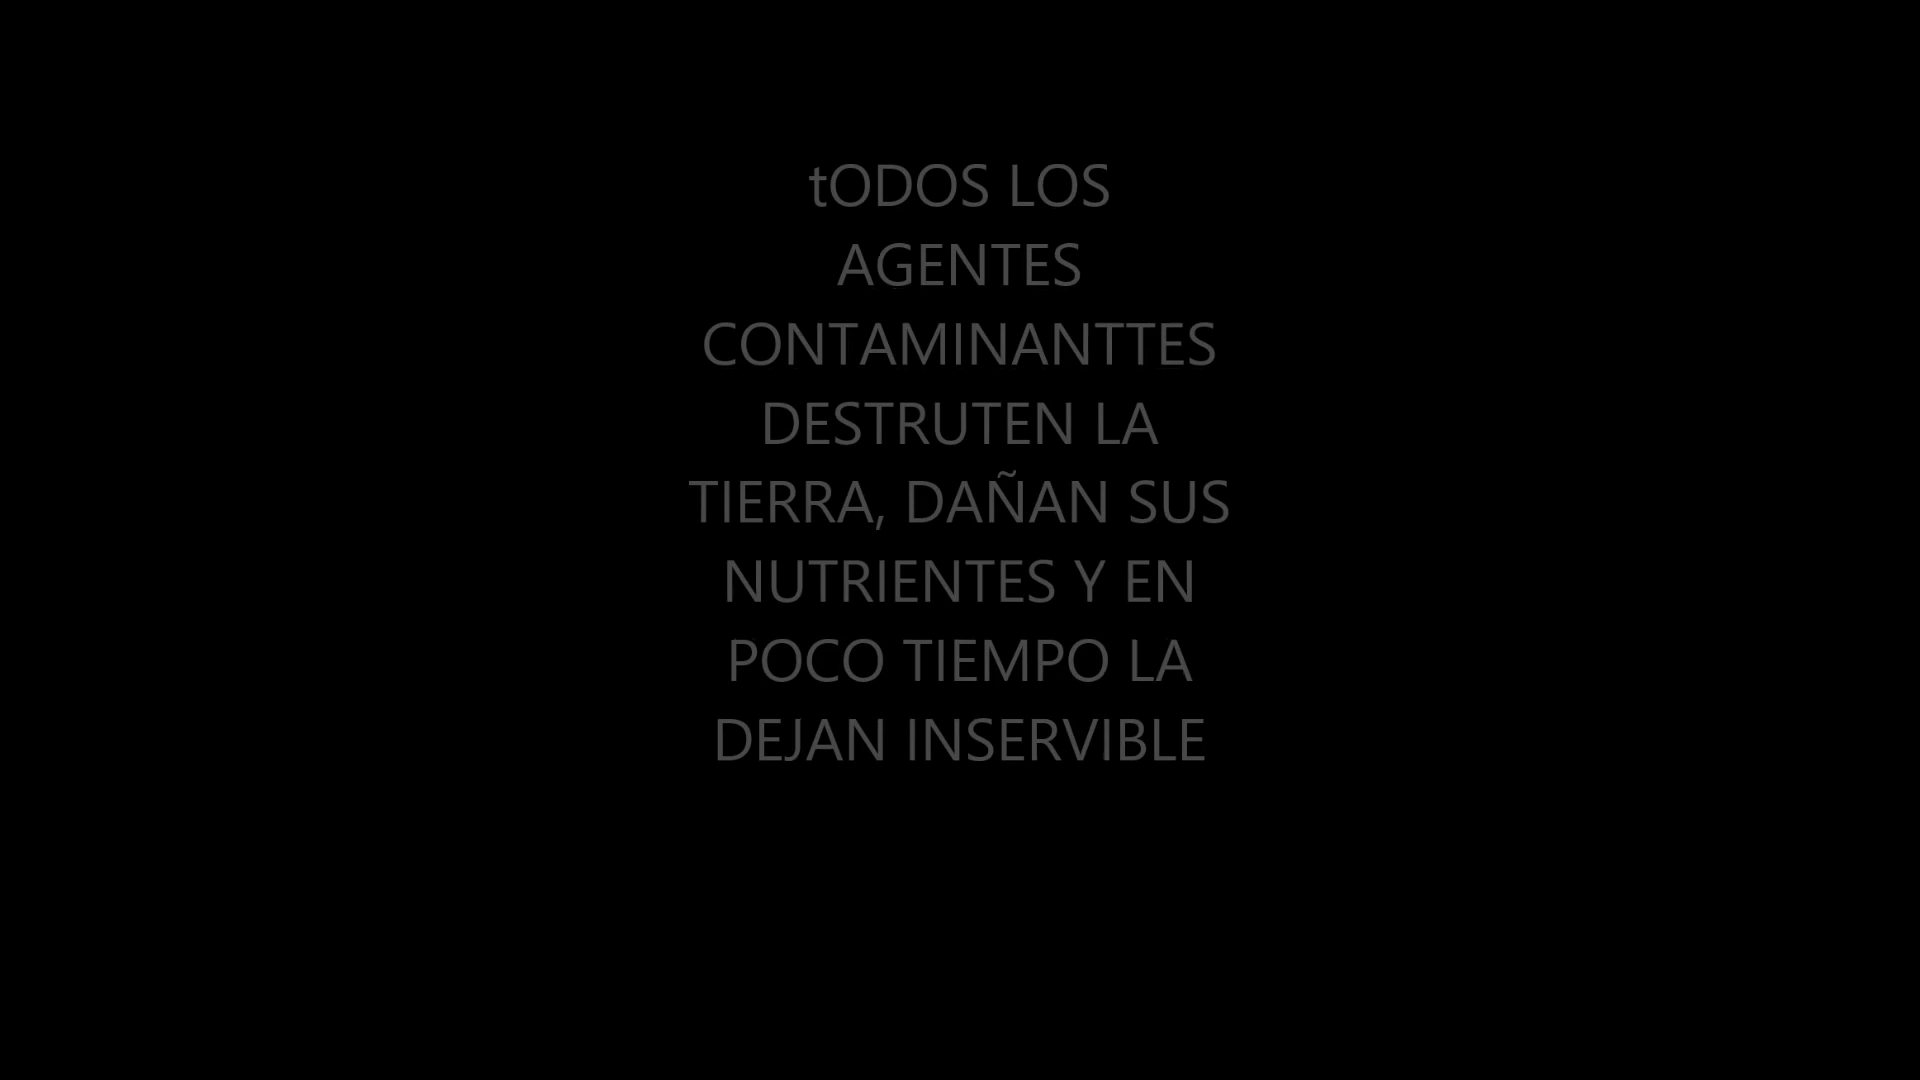 tODOS LOS
AGENTES
CONTAMINANTTES
DESTRUTEN LA
TIERRA, DAÑAN SUS
NUTRIENTES Y EN
POCO TIEMPO LA
DEJAN INSERVIBLE